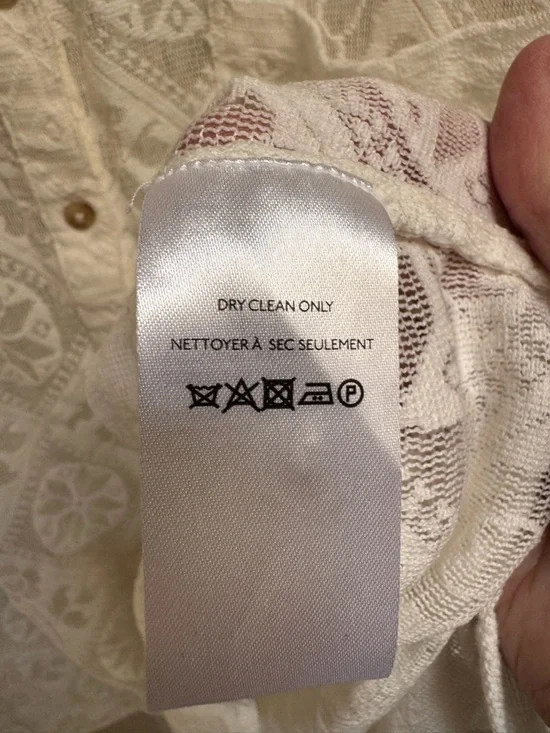 DRY CLEAN ONLY
NETTOYER À SEC SEULEMENT
P